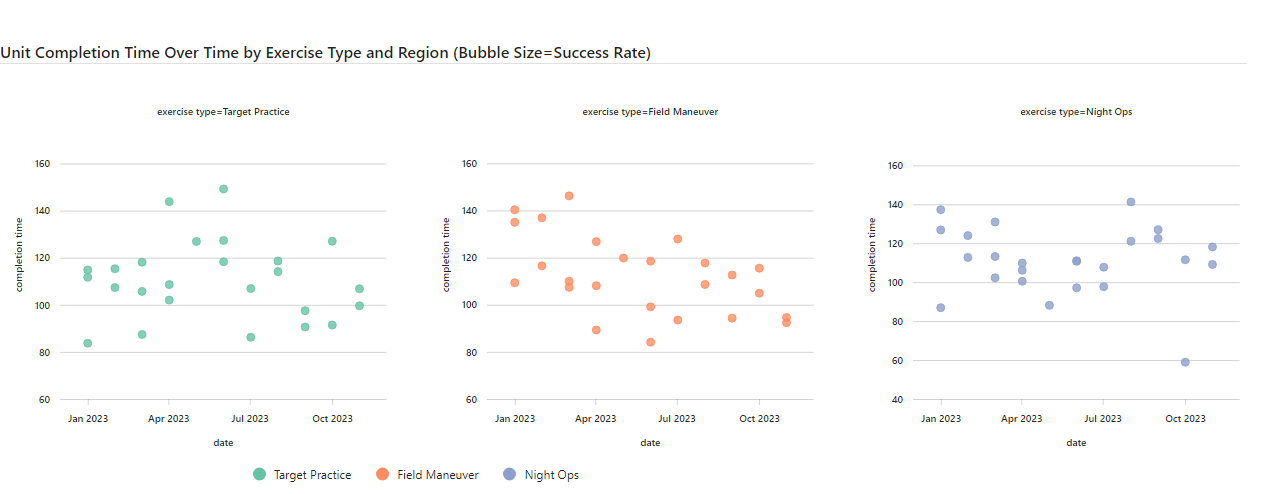 Unit Completion Time Over Time by Exercise Type and Region (Bubble Size=Success Rate)
exercise type=Target Practice
160
140
120
100
80
60
completion time
Jan 2023 Apr 2023 Jul 2023 Oct 2023
date
exercise type=Field Maneuver
160
140
120
100
80
60
completion time
Jan 2023 Apr 2023 Jul 2023 Oct 2023
date
exercise type=Night Ops
160
140
120
100
80
60
40
completion time
Jan 2023 Apr 2023 Jul 2023 Oct 2023
date
Target Practice Field Maneuver Night Ops